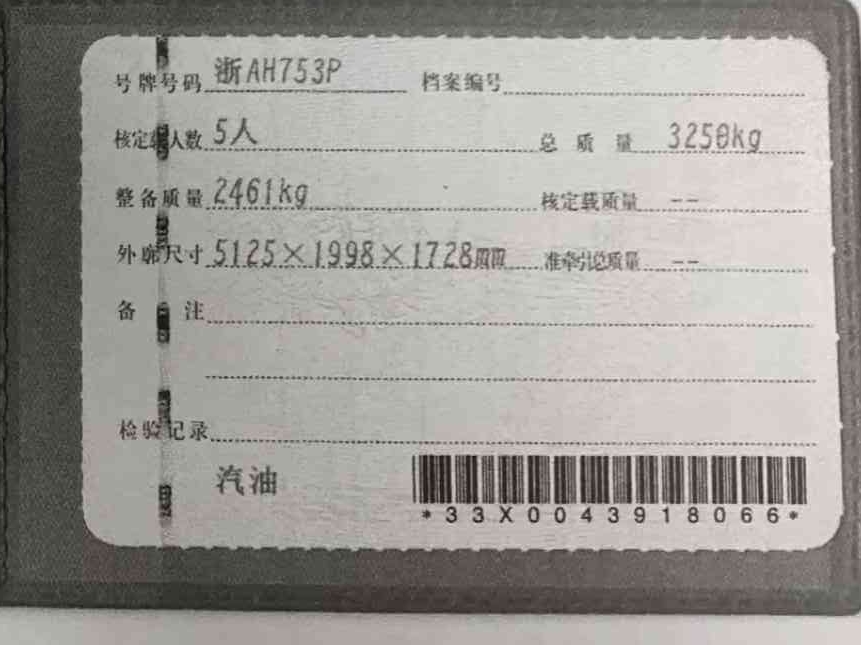 号牌号码 浙AH753P 档案编号
核定载人数 5人 总质量 3250kg
整备质量 2461kg 核定载质量 --
外廓尺寸 5125×1998×1728mm 准牵引总质量 --
备注
检验记录
汽油
*33X0043918066*